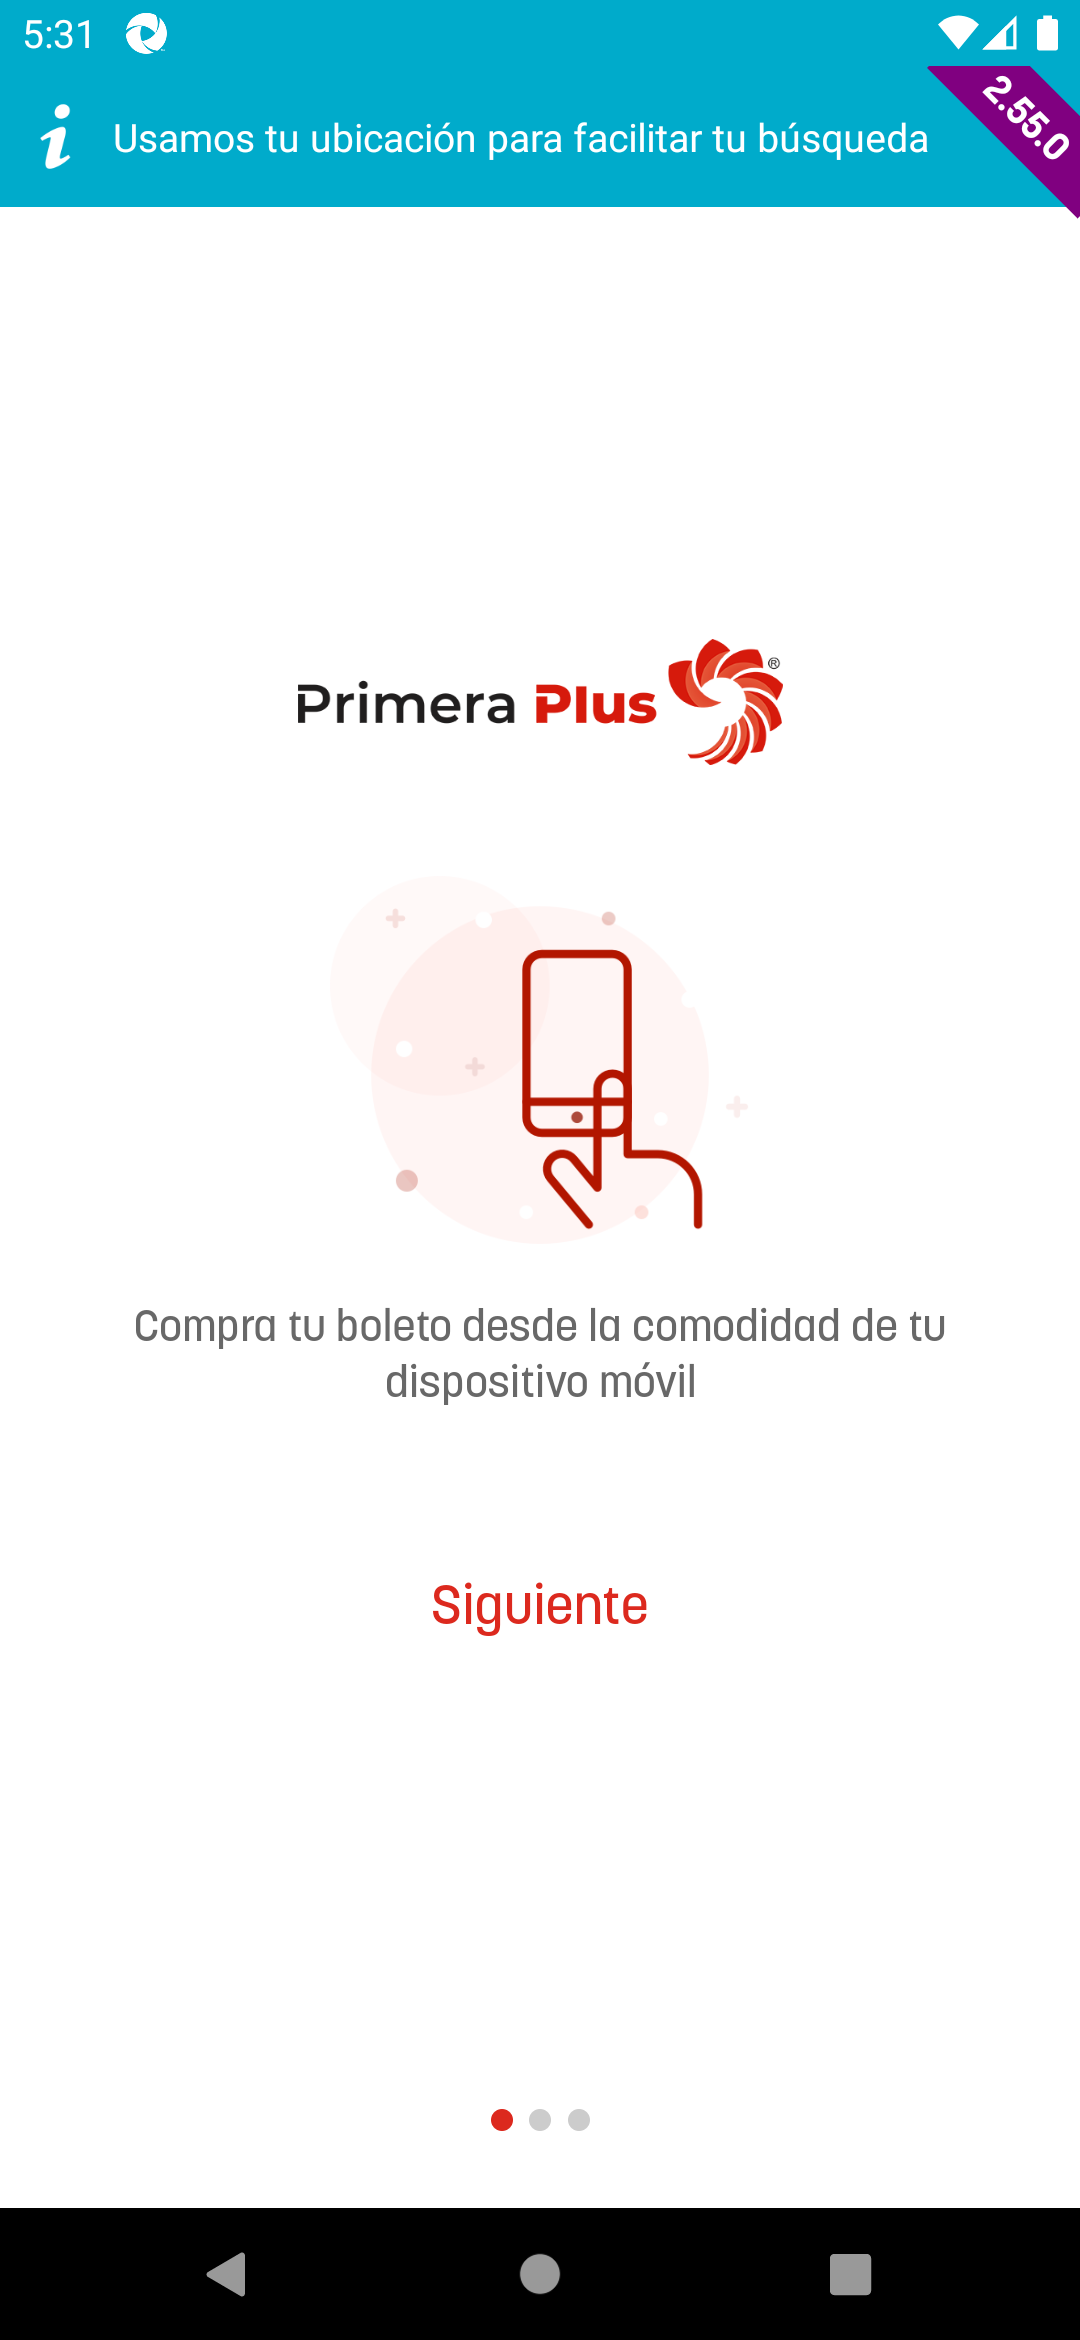 5:31
Usamos tu ubicación para facilitar tu búsqueda
2.55.0
Primera Plus ®
Compra tu boleto desde la comodidad de tu
dispositivo móvil
Siguiente